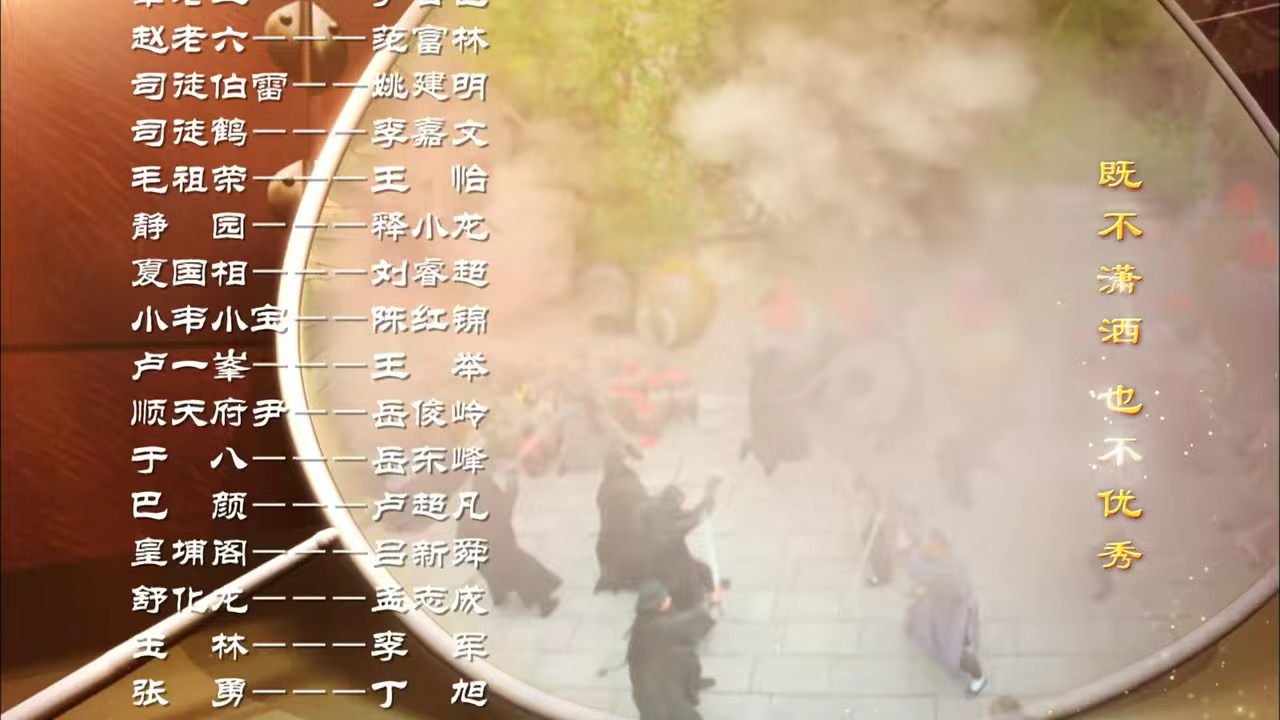 赵老六———范富林
司徒伯雷——姚建明
司徒鹤———李嘉文
毛祖荣———王 怡
静 园———释小龙
夏国相———刘睿超
小韦小宝——陈红锦
卢一峯———王 举
顺天府尹——岳俊岭
于 八———岳东峰
巴 颜———卢超凡
皇埔阁———吕新舜
舒化龙———孟志成
玉 林———李 军
张 勇———丁 旭
既不潇洒 也不优秀